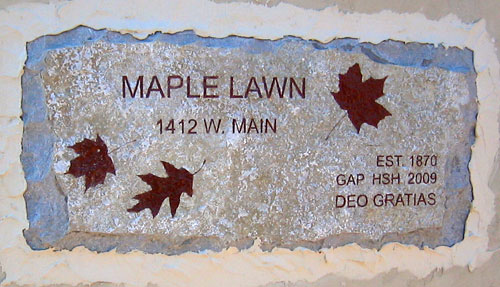 MAPLE LAWN
1412 W. MAIN
EST. 1870
GAP HSH 2009
DEO GRATIAS